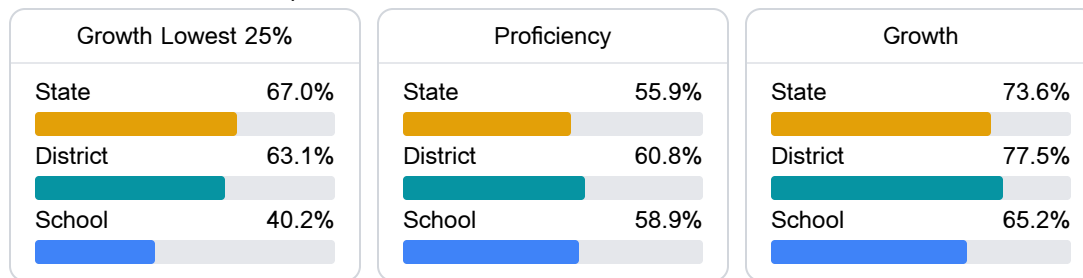 Growth Lowest 25%
State 67.0%
District 63.1%
School 40.2%
Proficiency
State 55.9%
District 60.8%
School 58.9%
Growth
State 73.6%
District 77.5%
School 65.2%